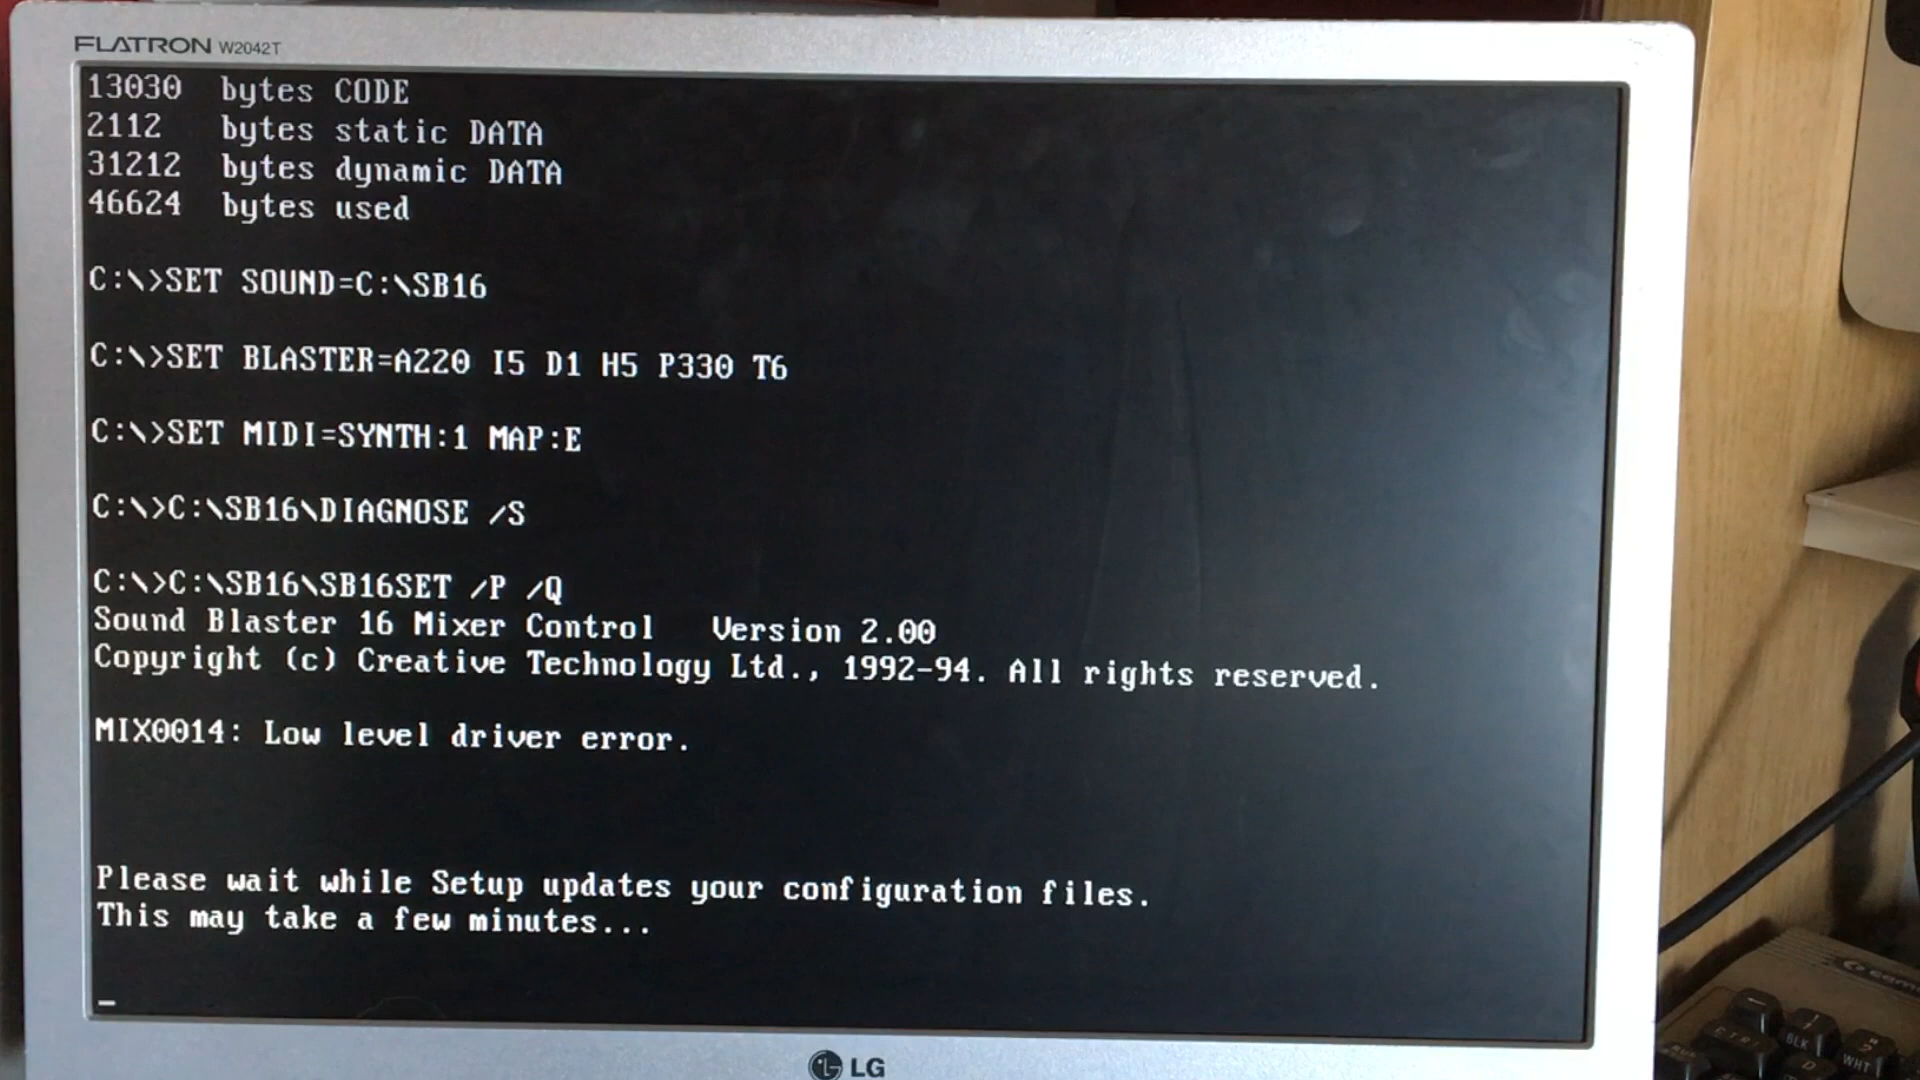 FLATRON W2042T
13030 bytes CODE
2112 bytes static DATA
31212 bytes dynamic DATA
46624 bytes used
C:\>SET SOUND=C:\SB16
C:\>SET BLASTER=A220 I5 D1 H5 P330 T6
C:\>SET MIDI=SYNTH:1 MAP:E
C:\>C:\SB16\DIAGNOSE /S
C:\>C:\SB16\SB16SET /P /Q
Sound Blaster 16 Mixer Control Version 2.00
Copyright (c) Creative Technology Ltd., 1992-94. All rights reserved.
MIX0014: Low level driver error.
Please wait while Setup updates your configuration files.
This may take a few minutes...
_
LG
CTRL
BLK
WHT
D